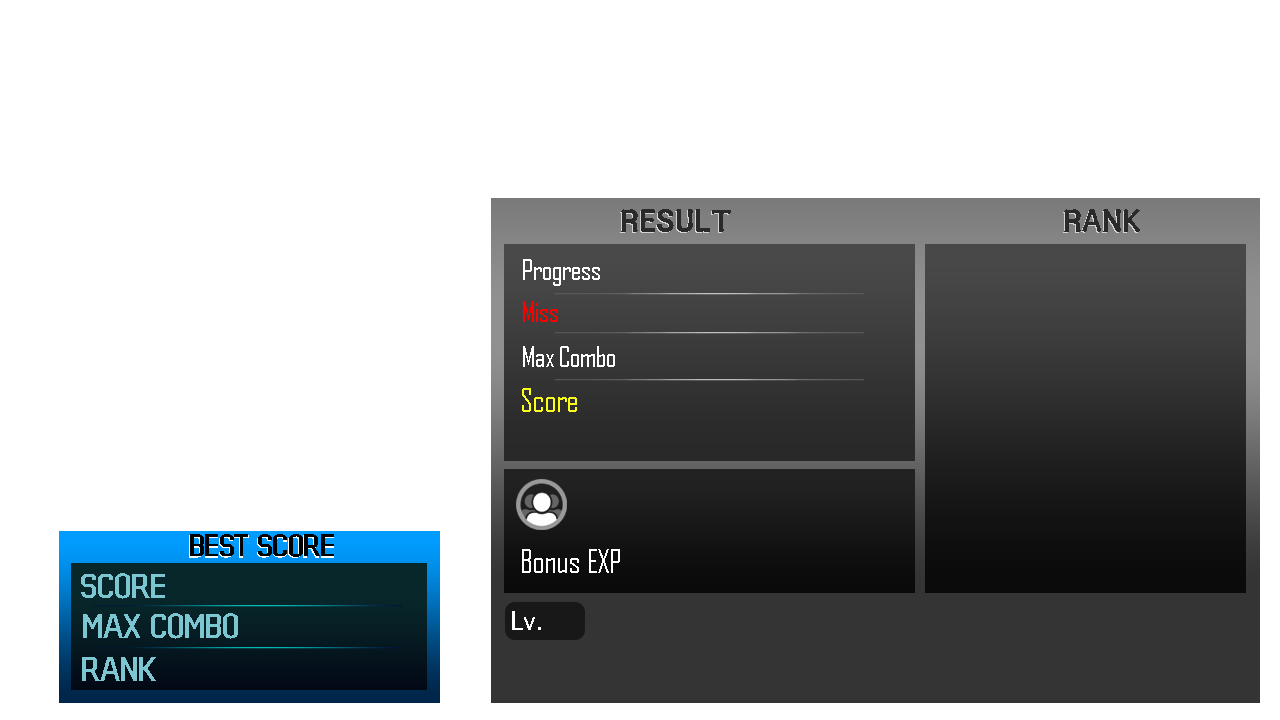 RESULT
RANK
Progress
Miss
Max Combo
Score
Bonus EXP
Lv.
BEST SCORE
SCORE
MAX COMBO
RANK